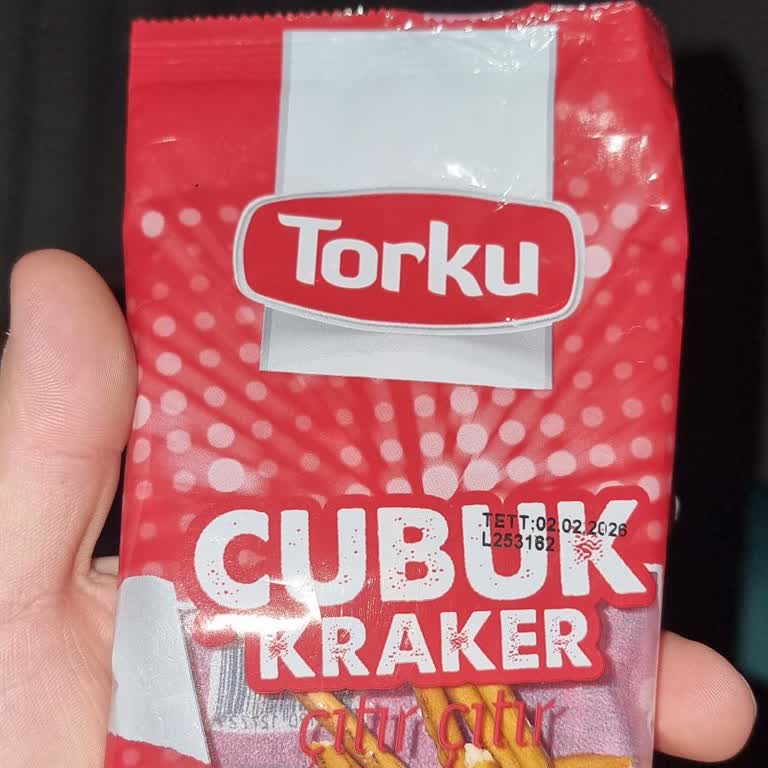 Torku
CUBUK
TETT:02.02.2026
L253162
KRAKER
çıtır çıtır